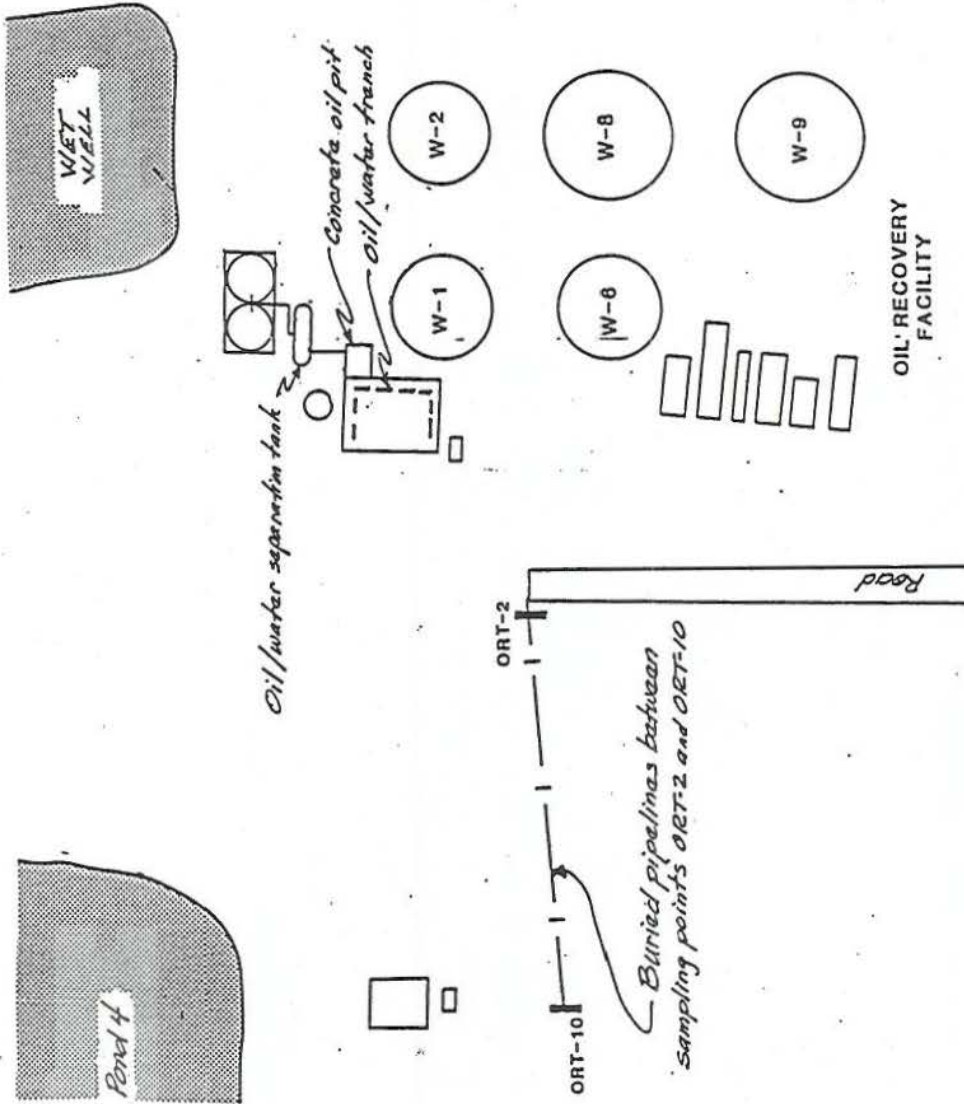 WET
WELL
Pond 4
Oil/water separation tank
Concrete oil pit
Oil/water trench
W-1
W-2
W-6
W-8
W-9
OIL RECOVERY
FACILITY
ORT-2
ORT-10
Road
Buried pipelines between
sampling points ORT-2 and ORT-10